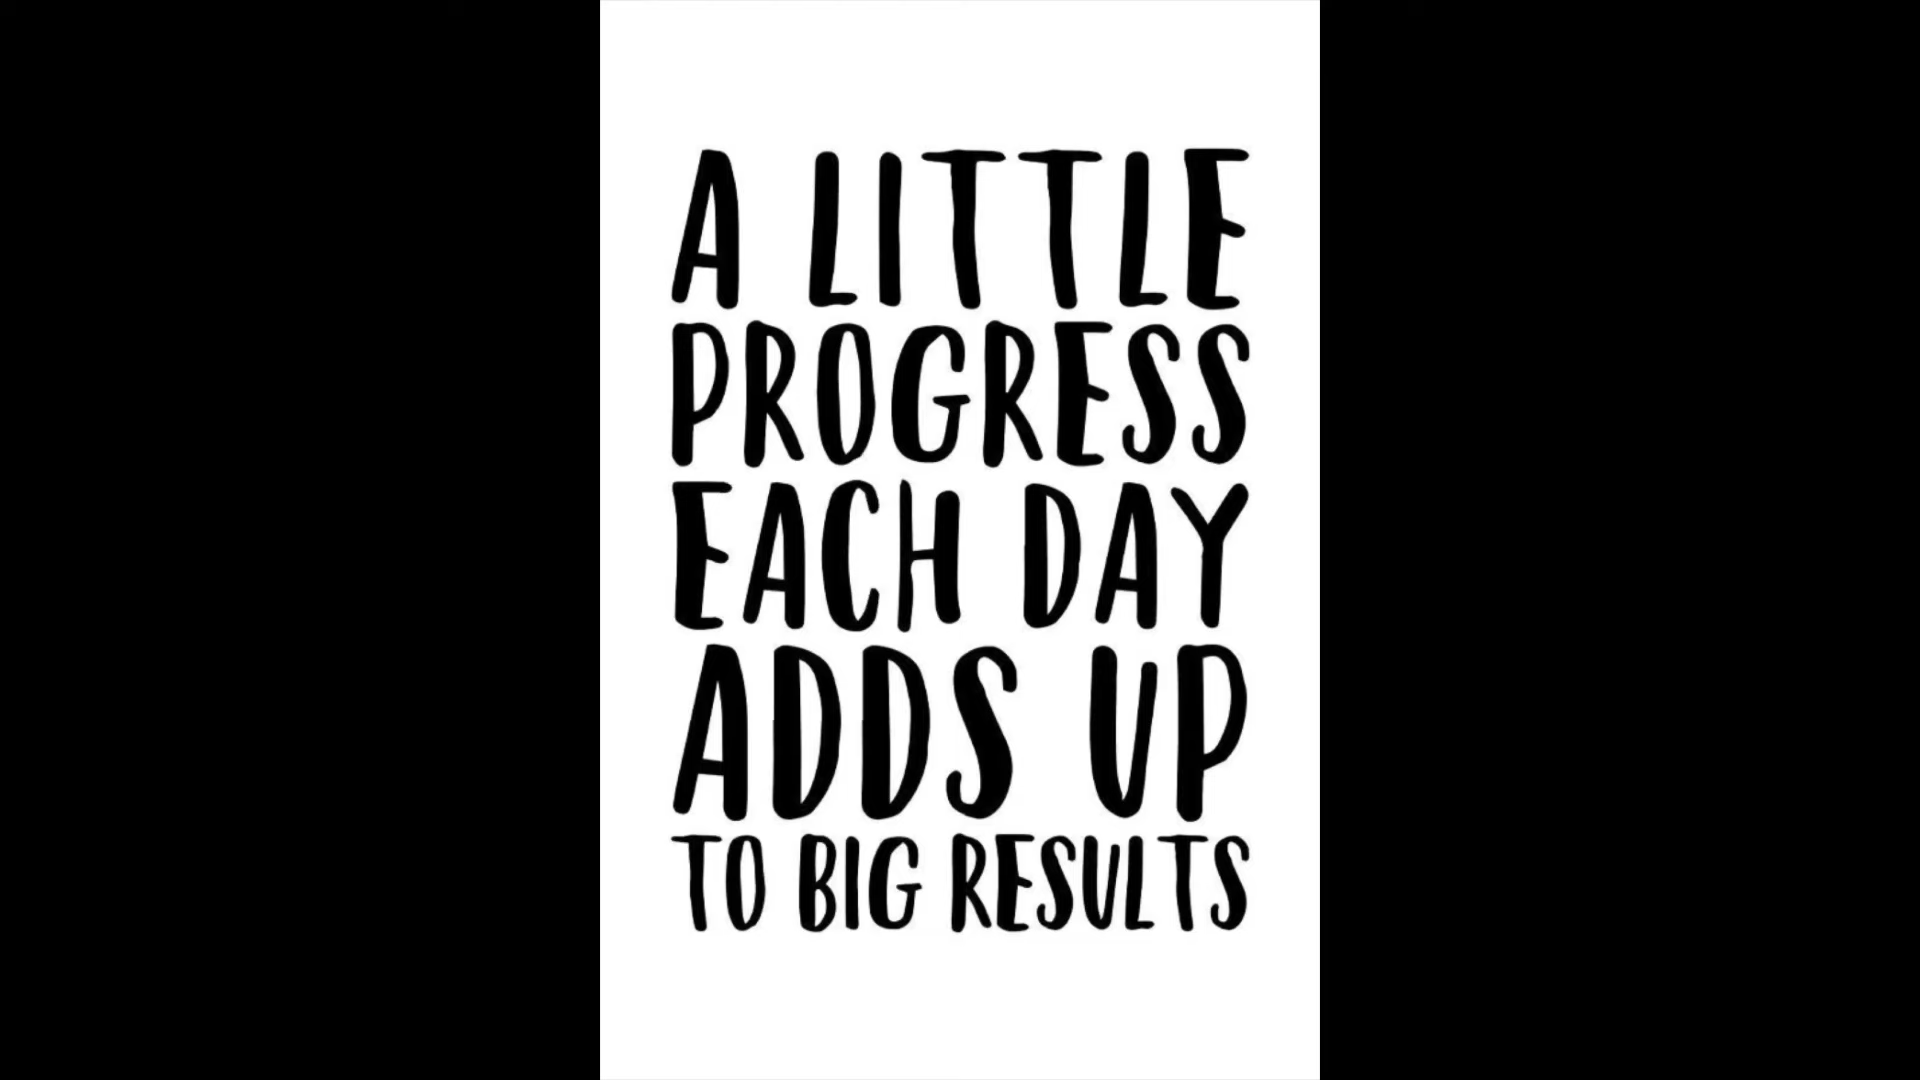 A LITTLE
PROGRESS
EACH DAY
ADDS UP
TO BIG RESULTS